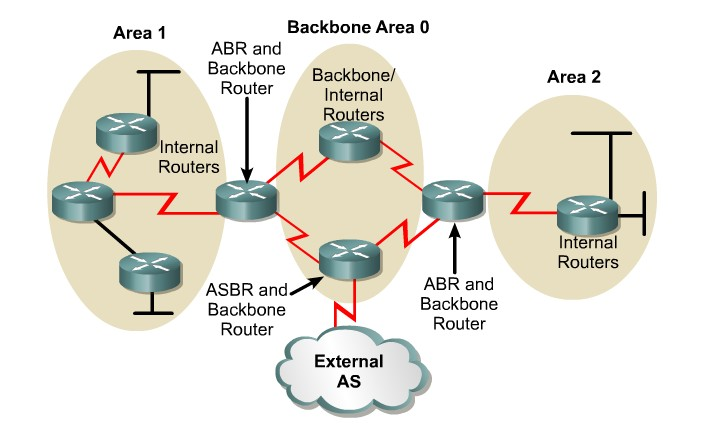 Area 1
Backbone Area 0
ABR and
Backbone
Router
Backbone/
Internal
Routers
Area 2
Internal
Routers
Internal
Routers
ASBR and
Backbone
Router
ABR and
Backbone
Router
External
AS